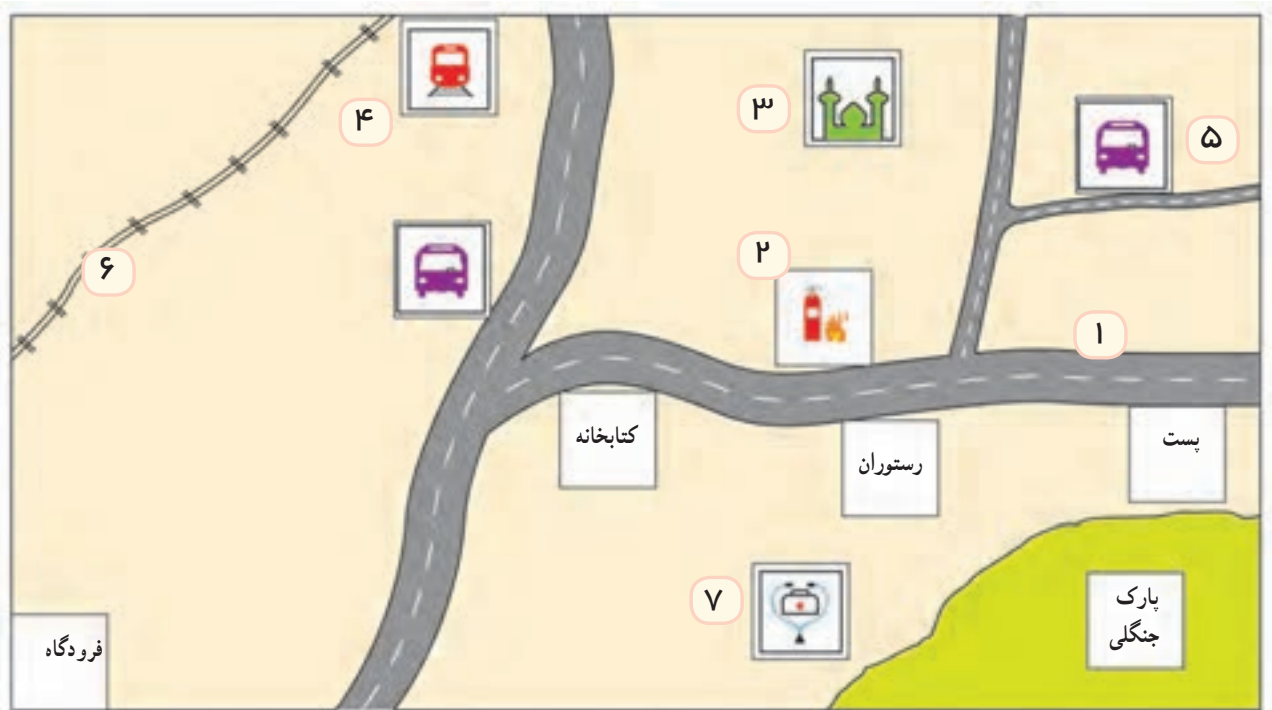 ۴
۳
۵
۶
۲
۱
کتابخانه
رستوران
پست
۷
پارک
جنگلی
فرودگاه